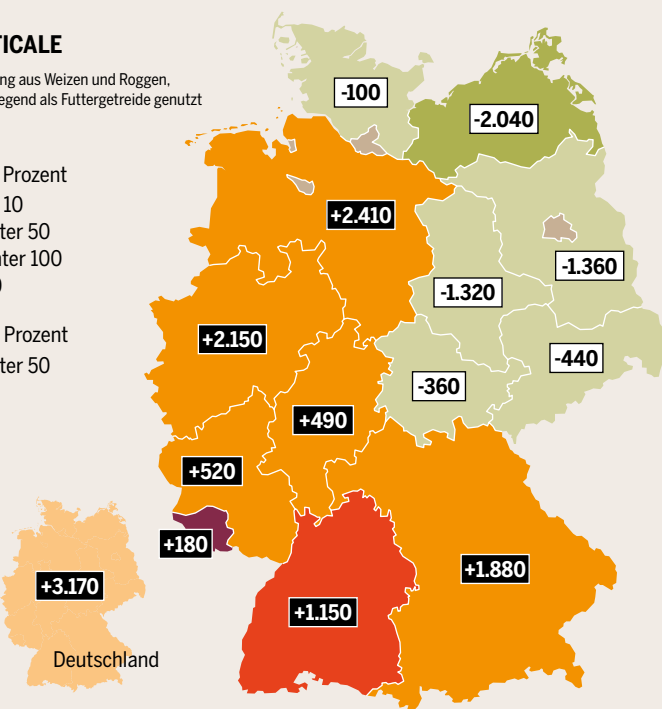 TICALE
ng aus Weizen und Roggen,
egend als Futtergetreide genutzt
Prozent
10
ter 50
ter 100
Prozent
ter 50
-100
-2.040
+2.410
-1.360
-1.320
+2.150
-440
-360
+490
+520
+180
+3.170
+1.880
+1.150
Deutschland